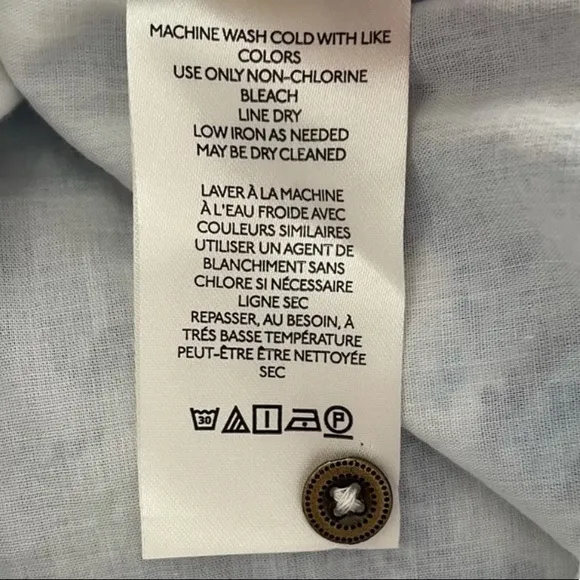 MACHINE WASH COLD WITH LIKE
COLORS
USE ONLY NON-CHLORINE
BLEACH
LINE DRY
LOW IRON AS NEEDED
MAY BE DRY CLEANED
LAVER À LA MACHINE
À L'EAU FROIDE AVEC
COULEURS SIMILAIRES
UTILISER UN AGENT DE
BLANCHIMENT SANS
CHLORE SI NÉCESSAIRE
LIGNE SEC
REPASSER, AU BESOIN, À
TRÉS BASSE TEMPÉRATURE
PEUT-ÊTRE ÊTRE NETTOYÉE
SEC
30 P